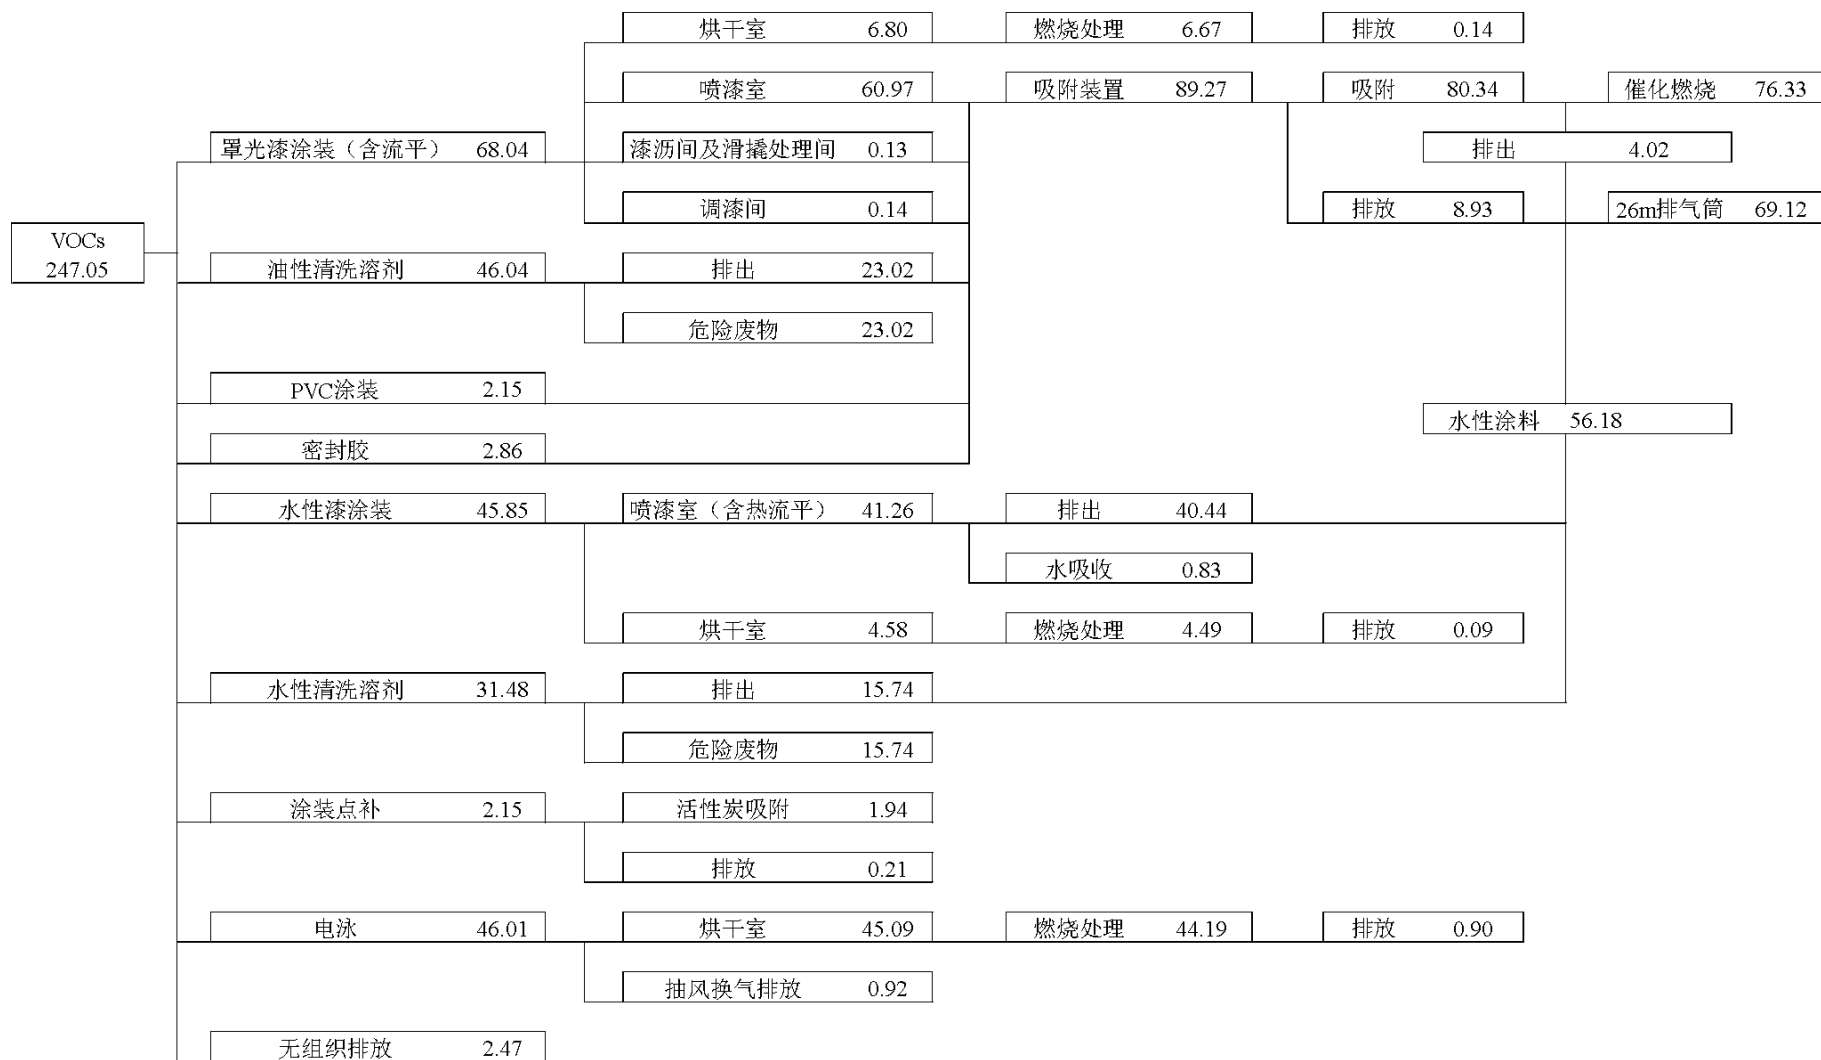 烘干室 6.80 燃烧处理 6.67 排放 0.14
喷漆室 60.97 吸附装置 89.27 吸附 80.34 催化燃烧 76.33
罩光漆涂装（含流平） 68.04 漆沥间及滑撬处理间 0.13 排出 4.02
调漆间 0.14 排放 8.93 26m排气筒 69.12
VOCs
247.05
油性清洗溶剂 46.04 排出 23.02
危险废物 23.02
PVC涂装 2.15
水性涂料 56.18
密封胶 2.86
水性漆涂装 45.85 喷漆室（含热流平） 41.26 排出 40.44
水吸收 0.83
烘干室 4.58 燃烧处理 4.49 排放 0.09
水性清洗溶剂 31.48 排出 15.74
危险废物 15.74
涂装点补 2.15 活性炭吸附 1.94
排放 0.21
电泳 46.01 烘干室 45.09 燃烧处理 44.19 排放 0.90
抽风换气排放 0.92
无组织排放 2.47